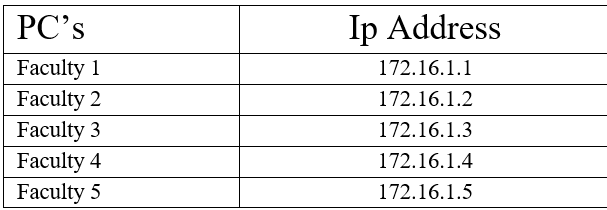 PC’s Ip Address
Faculty 1 172.16.1.1
Faculty 2 172.16.1.2
Faculty 3 172.16.1.3
Faculty 4 172.16.1.4
Faculty 5 172.16.1.5